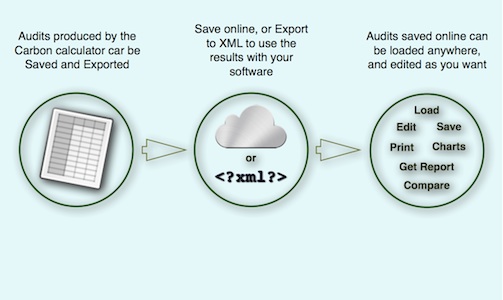 Audits produced by the
Carbon calculator car be
Saved and Exported
Save online, or Export
to XML to use the
results with your
software
Audits saved online can
be loaded anywhere,
and edited as you want
or
<?xml?>
Load
Edit Save
Print Charts
Get Report
Compare